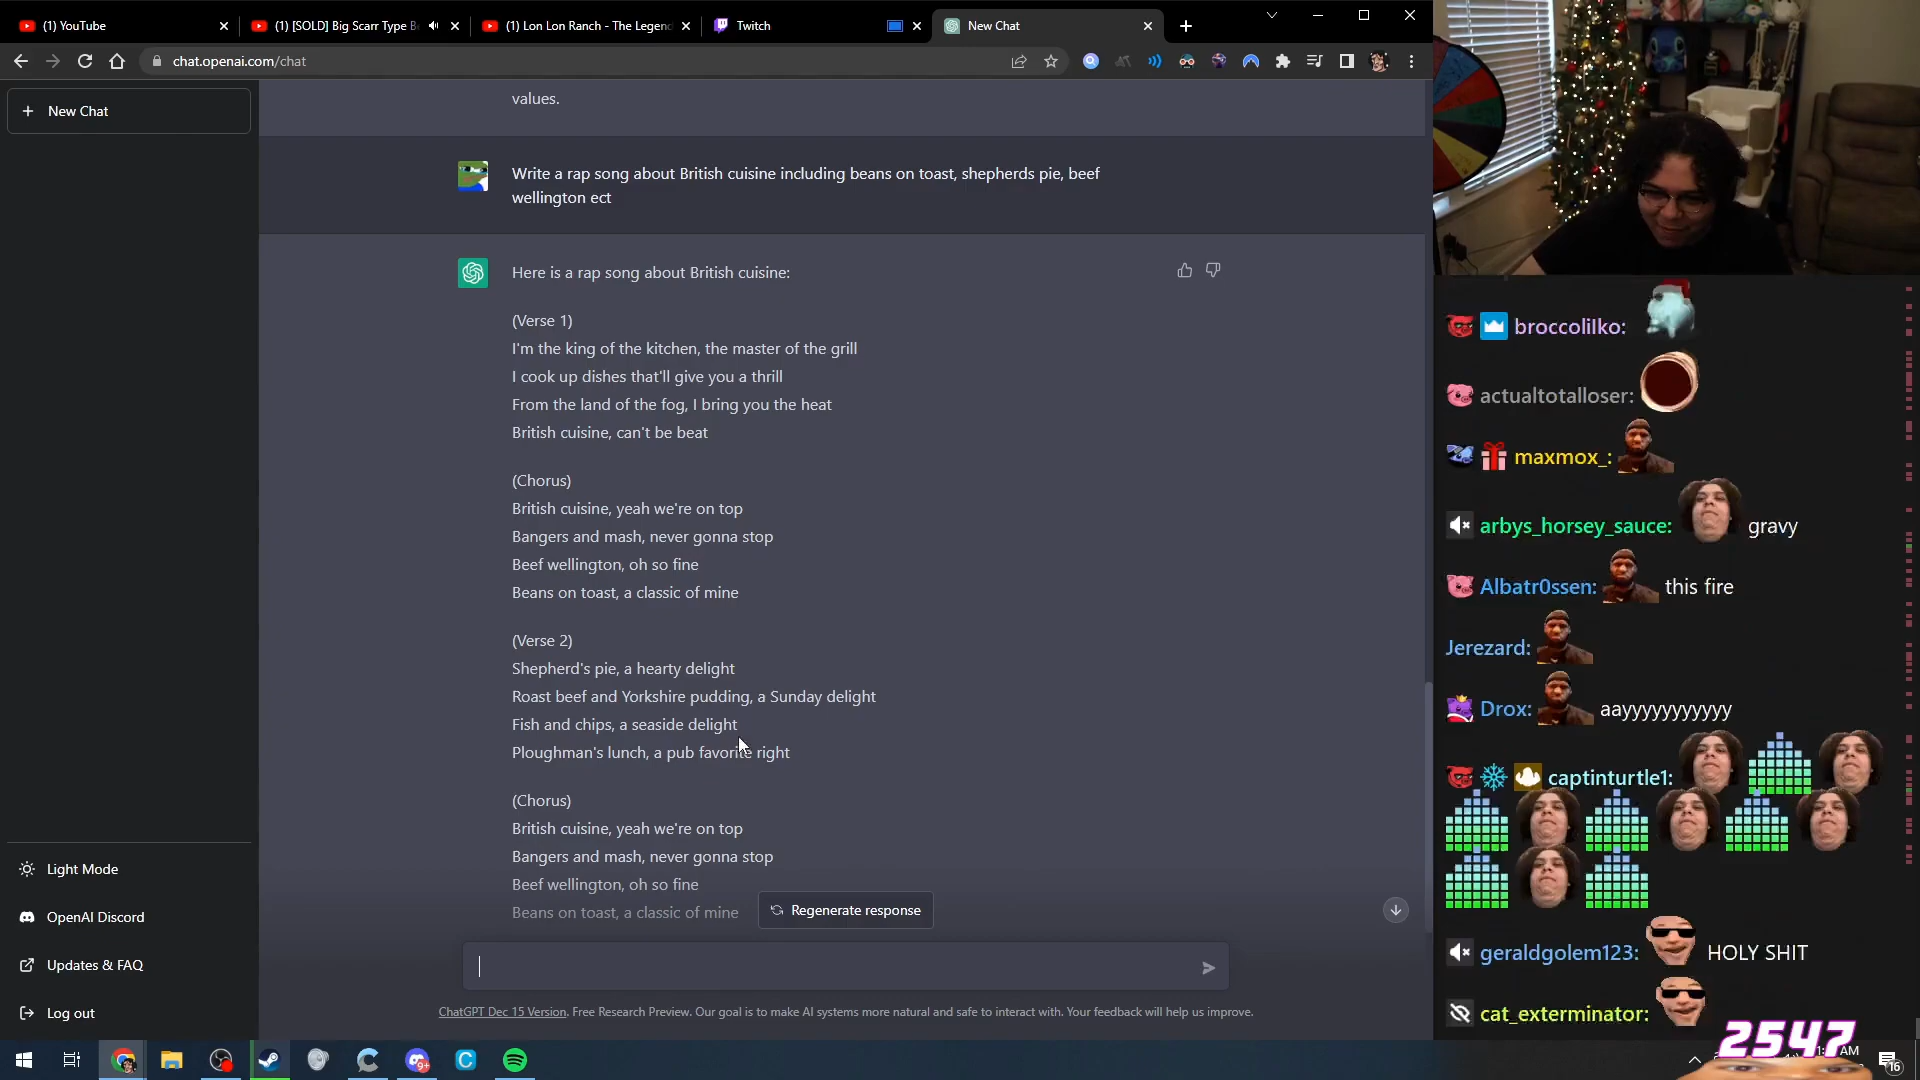 (1) YouTube
(1) [SOLD] Big Scarr Type B
(1) Lon Lon Ranch - The Legen
Twitch
New Chat
chat.openai.com/chat
New Chat
values.
Write a rap song about British cuisine including beans on toast, shepherds pie, beef
wellington ect
Here is a rap song about British cuisine:
(Verse 1)
I'm the king of the kitchen, the master of the grill
I cook up dishes that'll give you a thrill
From the land of the fog, I bring you the heat
British cuisine, can't be beat
(Chorus)
British cuisine, yeah we're on top
Bangers and mash, never gonna stop
Beef wellington, oh so fine
Beans on toast, a classic of mine
(Verse 2)
Shepherd's pie, a hearty delight
Roast beef and Yorkshire pudding, a Sunday delight
Fish and chips, a seaside delight
Ploughman's lunch, a pub favorite right
(Chorus)
British cuisine, yeah we're on top
Bangers and mash, never gonna stop
Beef wellington, oh so fine
Beans on toast, a classic of mine
Regenerate response
ChatGPT Dec 15 Version. Free Research Preview. Our goal is to make AI systems more natural and safe to interact with. Your feedback will help us improve.
Light Mode
OpenAI Discord
Updates & FAQ
Log out
broccolilko:
actualtotalloser:
maxmox_:
arbys_horsey_sauce: gravy
Albatr0ssen: this fire
Jerezard:
Drox: aayyyyyyyyyyy
captinturtle1:
geraldgolem123: HOLY SHIT
cat_exterminator:
2547
9+
AM
16